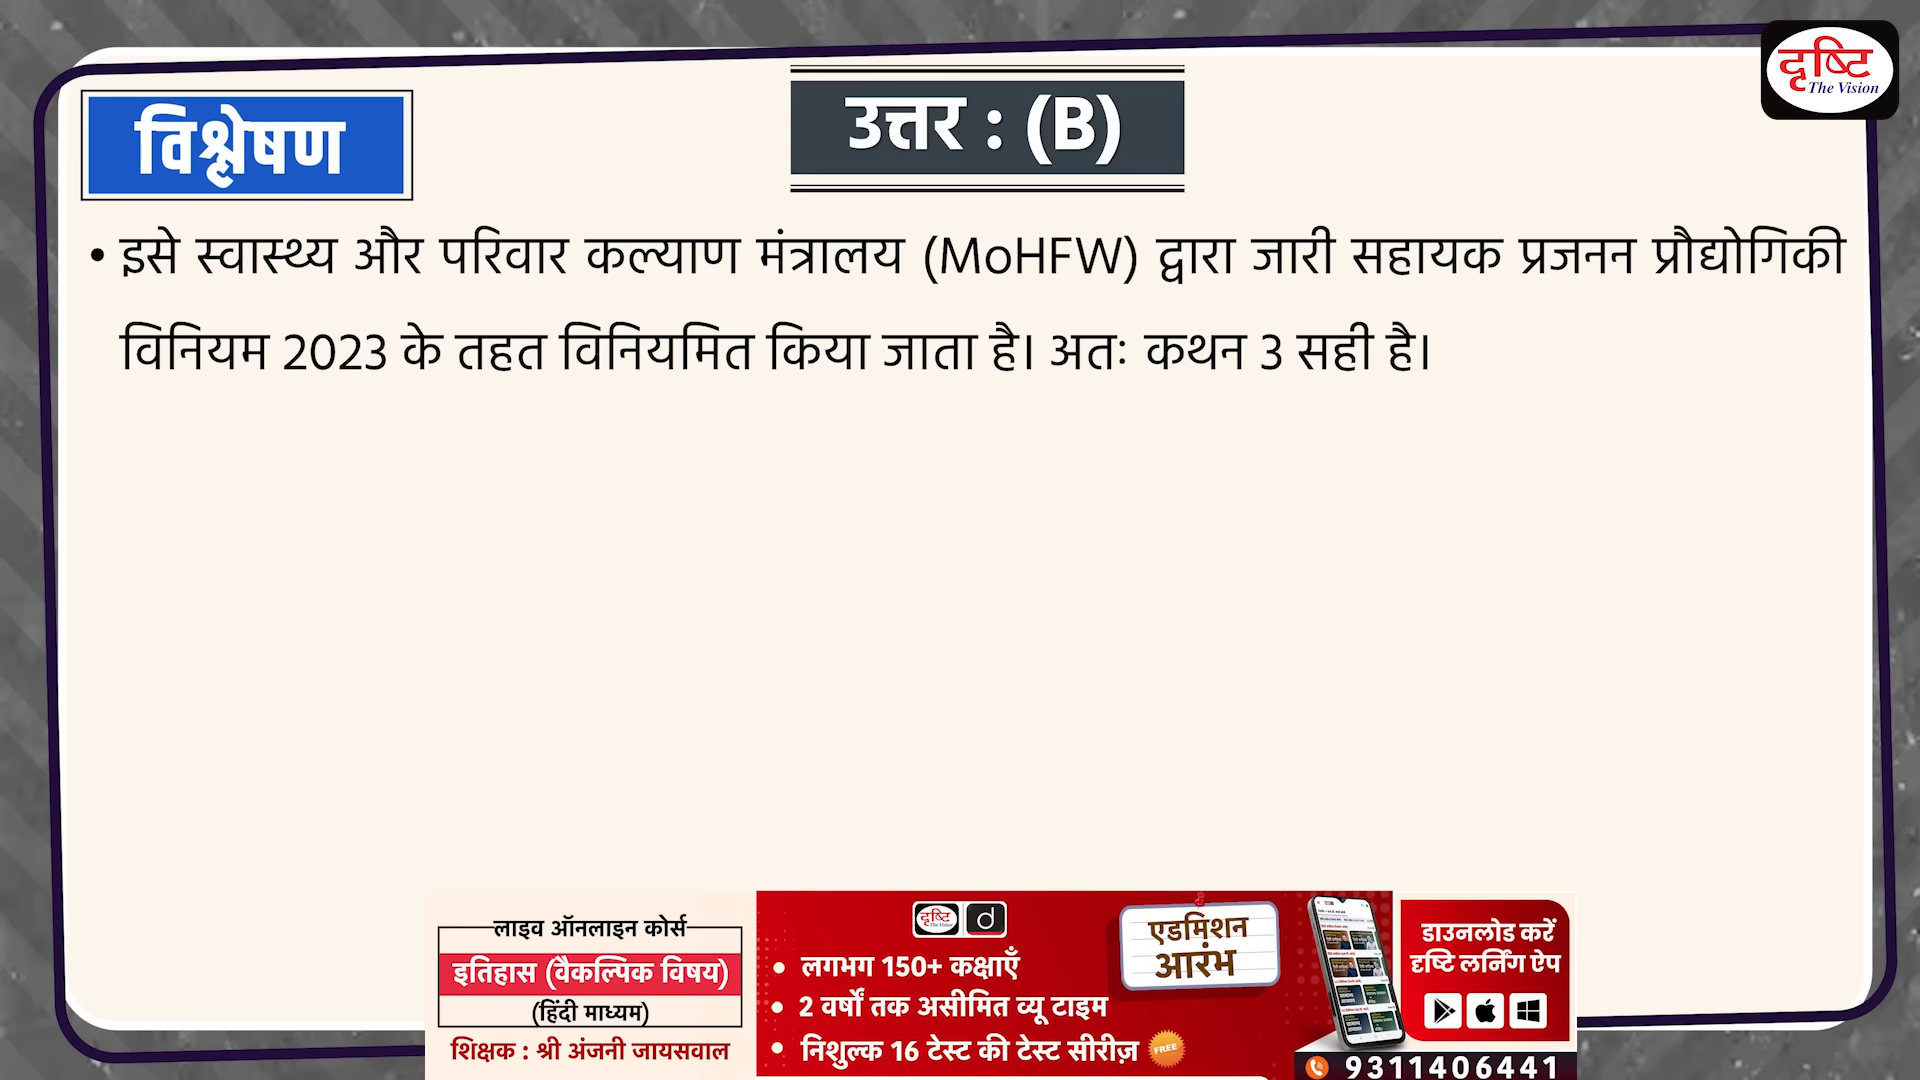 दृष्टि
The Vision
विश्लेषण
उत्तर : (B)
• इसे स्वास्थ्य और परिवार कल्याण मंत्रालय (MoHFW) द्वारा जारी सहायक प्रजनन प्रौद्योगिकी
विनियम 2023 के तहत विनियमित किया जाता है। अतः कथन 3 सही है।
लाइव ऑनलाइन कोर्स
इतिहास (वैकल्पिक विषय)
(हिंदी माध्यम)
शिक्षक : श्री अंजनी जायसवाल
दृष्टि
The Vision
d
• लगभग 150+ कक्षाएँ
• 2 वर्षों तक असीमित व्यू टाइम
• निशुल्क 16 टेस्ट की टेस्ट सीरीज़
FREE
एडमिशन
आरंभ
डाउनलोड करें
दृष्टि लर्निंग ऐप
9311406441